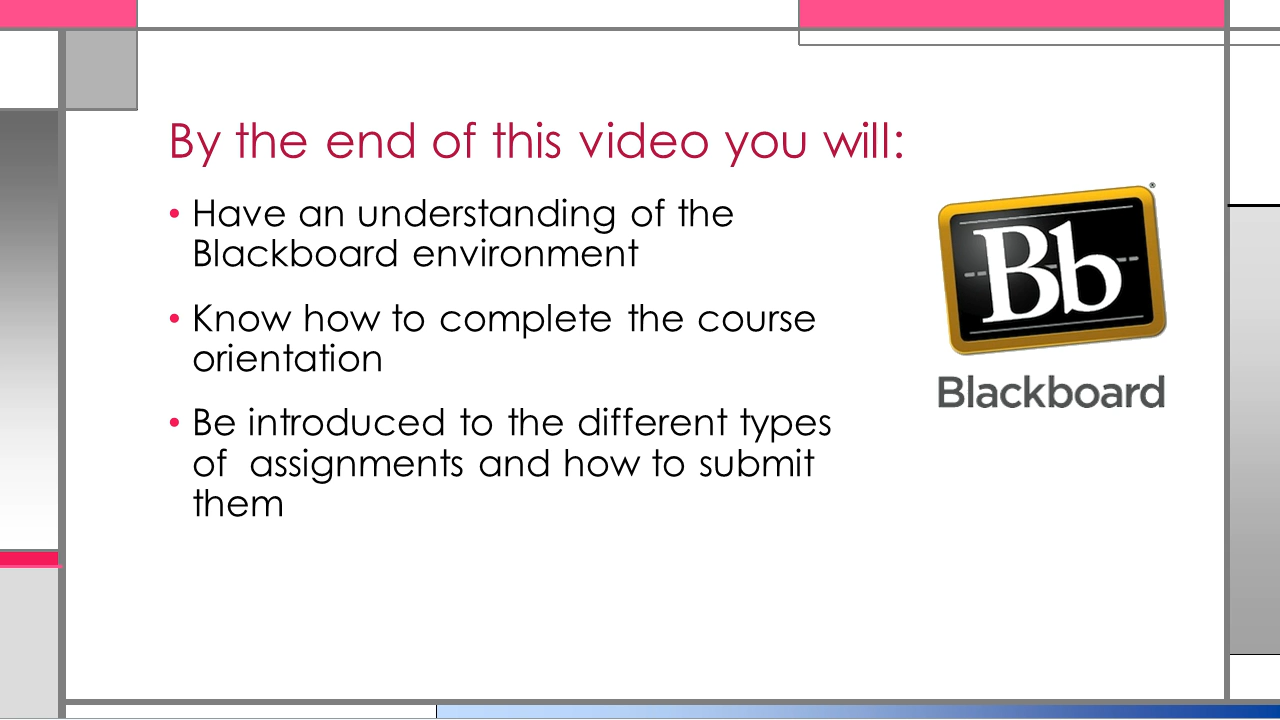 By the end of this video you will:
• Have an understanding of the
Blackboard environment
• Know how to complete the course
orientation
• Be introduced to the different types
of  assignments and how to submit
them
Bb
®
Blackboard